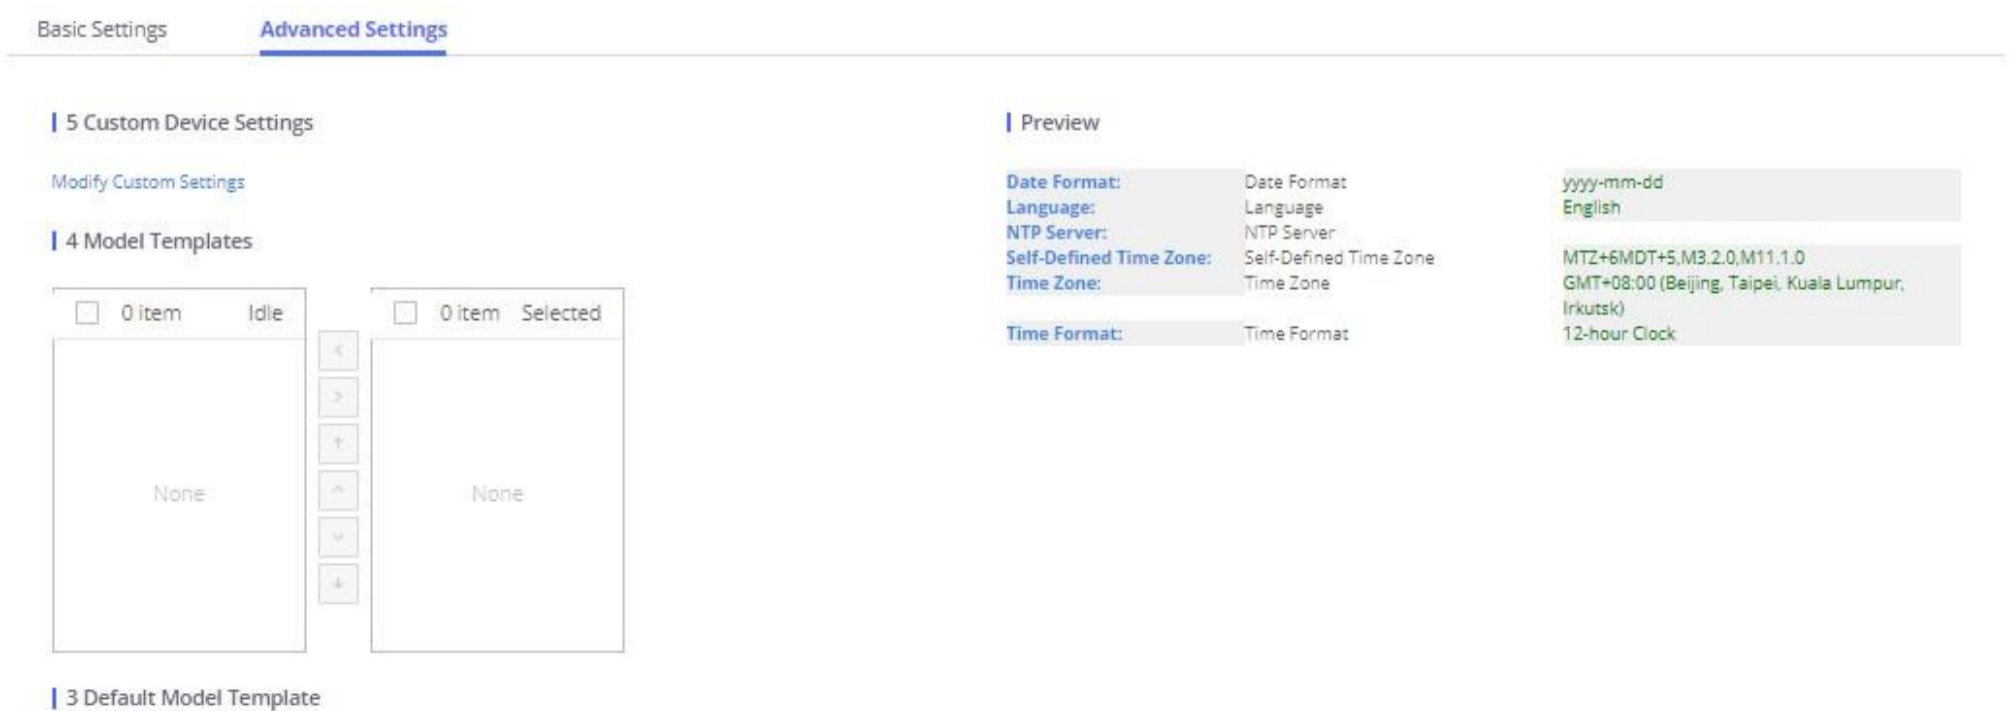 Basic Settings Advanced Settings
5 Custom Device Settings
Modify Custom Settings
4 Model Templates
0 item Idle
None
0 item Selected
None
3 Default Model Template
Preview
Date Format: Date Format yyyy-mm-dd
Language: Language English
NTP Server: NTP Server
Self-Defined Time Zone: Self-Defined Time Zone MTZ+6MDT+5,M3.2.0,M11.1.0
Time Zone: Time Zone GMT+08:00 (Beijing, Taipei, Kuala Lumpur,
Irkutsk)
Time Format: Time Format 12-hour Clock